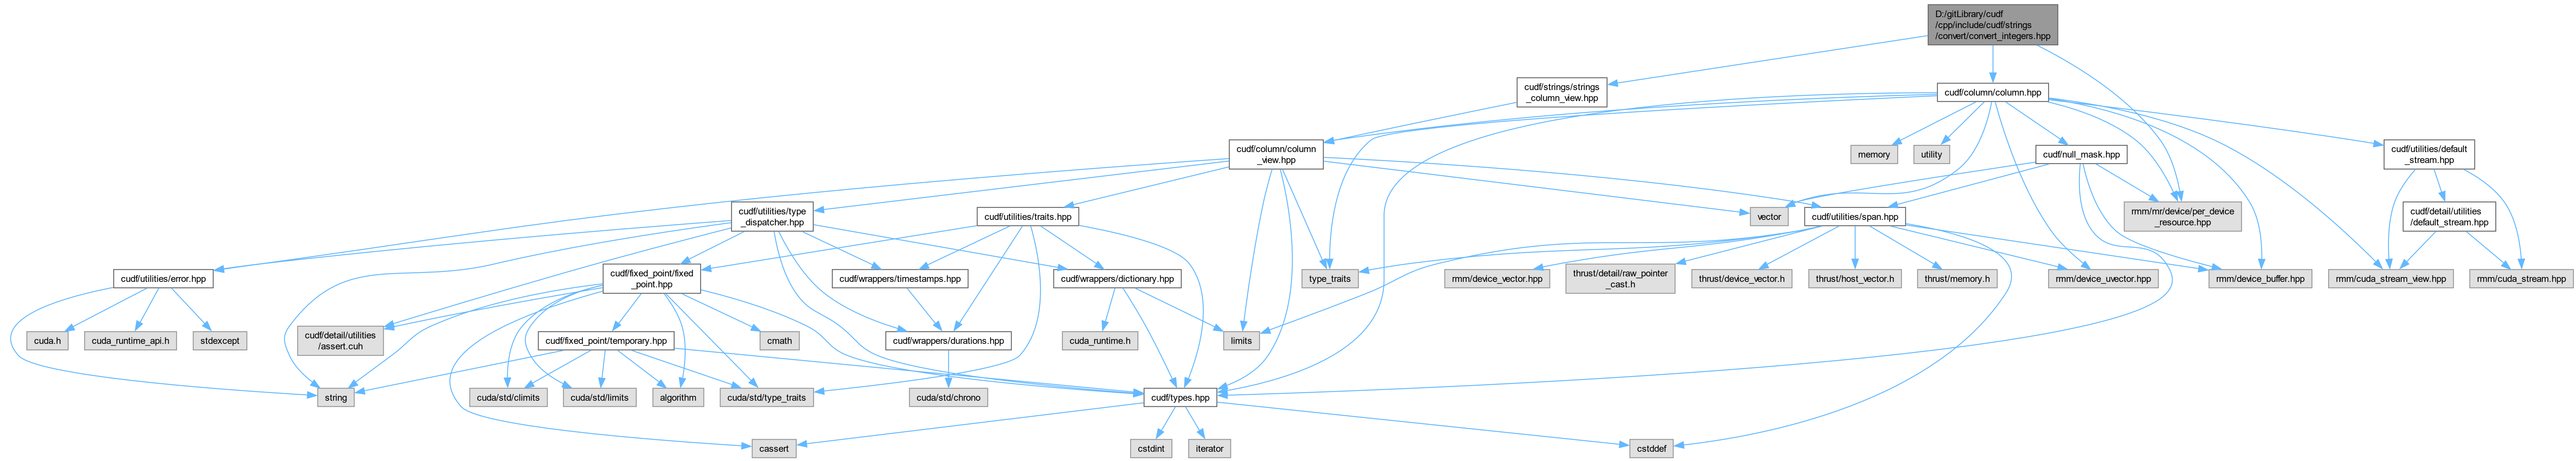 D:/gitLibrary/cudf
/cpp/include/cudf/strings
/convert/convert_integers.hpp
cudf/strings/strings
_column_view.hpp
cudf/column/column.hpp
cudf/column/column
_view.hpp
memory
utility
cudf/null_mask.hpp
cudf/utilities/default
_stream.hpp
cudf/utilities/type
_dispatcher.hpp
cudf/utilities/traits.hpp
vector
cudf/utilities/span.hpp
rmm/mr/device/per_device
_resource.hpp
cudf/detail/utilities
/default_stream.hpp
cudf/utilities/error.hpp
cudf/fixed_point/fixed
_point.hpp
cudf/wrappers/timestamps.hpp
cudf/wrappers/dictionary.hpp
type_traits
rmm/device_vector.hpp
thrust/detail/raw_pointer
_cast.h
thrust/device_vector.h
thrust/host_vector.h
thrust/memory.h
rmm/device_uvector.hpp
rmm/device_buffer.hpp
rmm/cuda_stream_view.hpp
rmm/cuda_stream.hpp
cuda.h
cuda_runtime_api.h
stdexcept
cudf/detail/utilities
/assert.cuh
cudf/fixed_point/temporary.hpp
cmath
cudf/wrappers/durations.hpp
cuda_runtime.h
limits
string
cuda/std/climits
cuda/std/limits
algorithm
cuda/std/type_traits
cuda/std/chrono
cudf/types.hpp
cassert
cstdint
iterator
cstddef